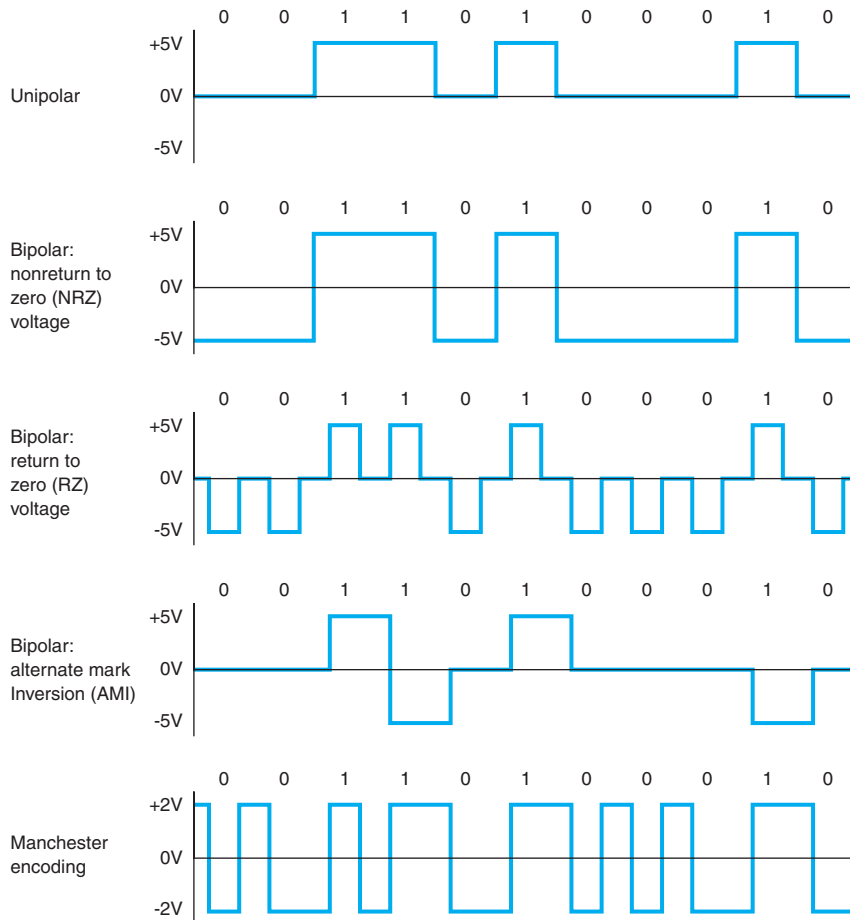 0 0 1 1 0 1 0 0 0 1 0
+5V
Unipolar
0V
-5V
0 0 1 1 0 1 0 0 0 1 0
+5V
Bipolar:
nonreturn to
0V
zero (NRZ)
voltage
-5V
0 0 1 1 0 1 0 0 0 1 0
+5V
Bipolar:
return to
0V
zero (RZ)
voltage
-5V
0 0 1 1 0 1 0 0 0 1 0
+5V
Bipolar:
alternate mark
0V
Inversion (AMI)
-5V
0 0 1 1 0 1 0 0 0 1 0
+2V
Manchester
0V
encoding
-2V